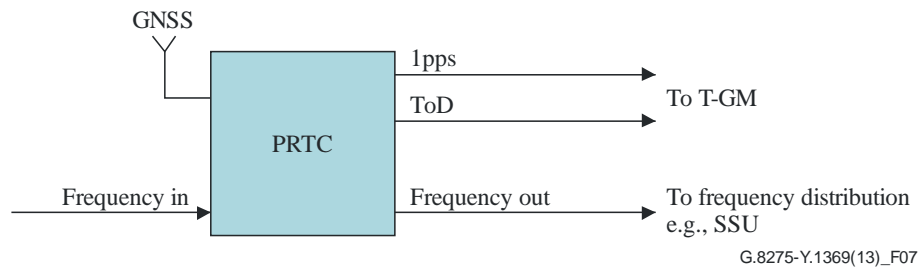 GNSS
1pps
ToD
To T-GM
PRTC
Frequency in
Frequency out
To frequency distribution
e.g., SSU
G.8275-Y.1369(13)_F07